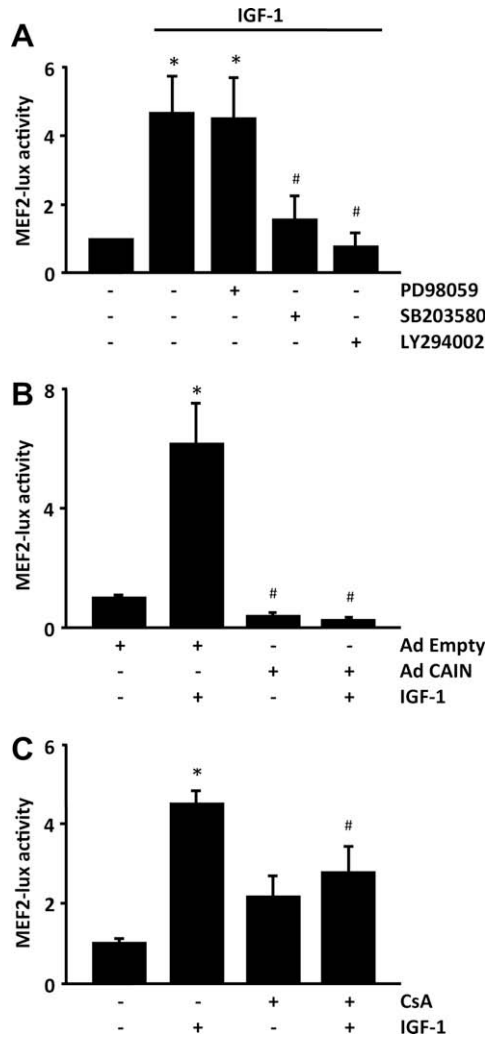 A
IGF-1
MEF2-lux activity
6
4
2
0
*
*
#
#
- - + - - PD98059
- - - + - SB203580
- - - - + LY294002
B
MEF2-lux activity
8
4
0
*
#
#
+ + - - Ad Empty
- - + + Ad CAIN
- + - + IGF-1
C
MEF2-lux activity
6
4
2
0
*
#
- - + + CsA
- + - + IGF-1